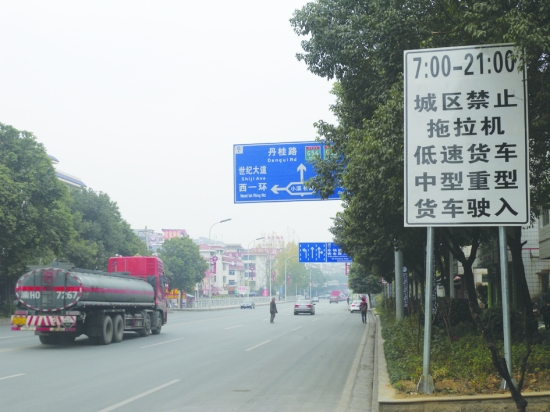 7:00-21:00
城区禁止
拖拉机
低速货车
中型重型
货车驶入
丹桂路
Dangui Rd
世纪大道
Shiji Ave
西一环